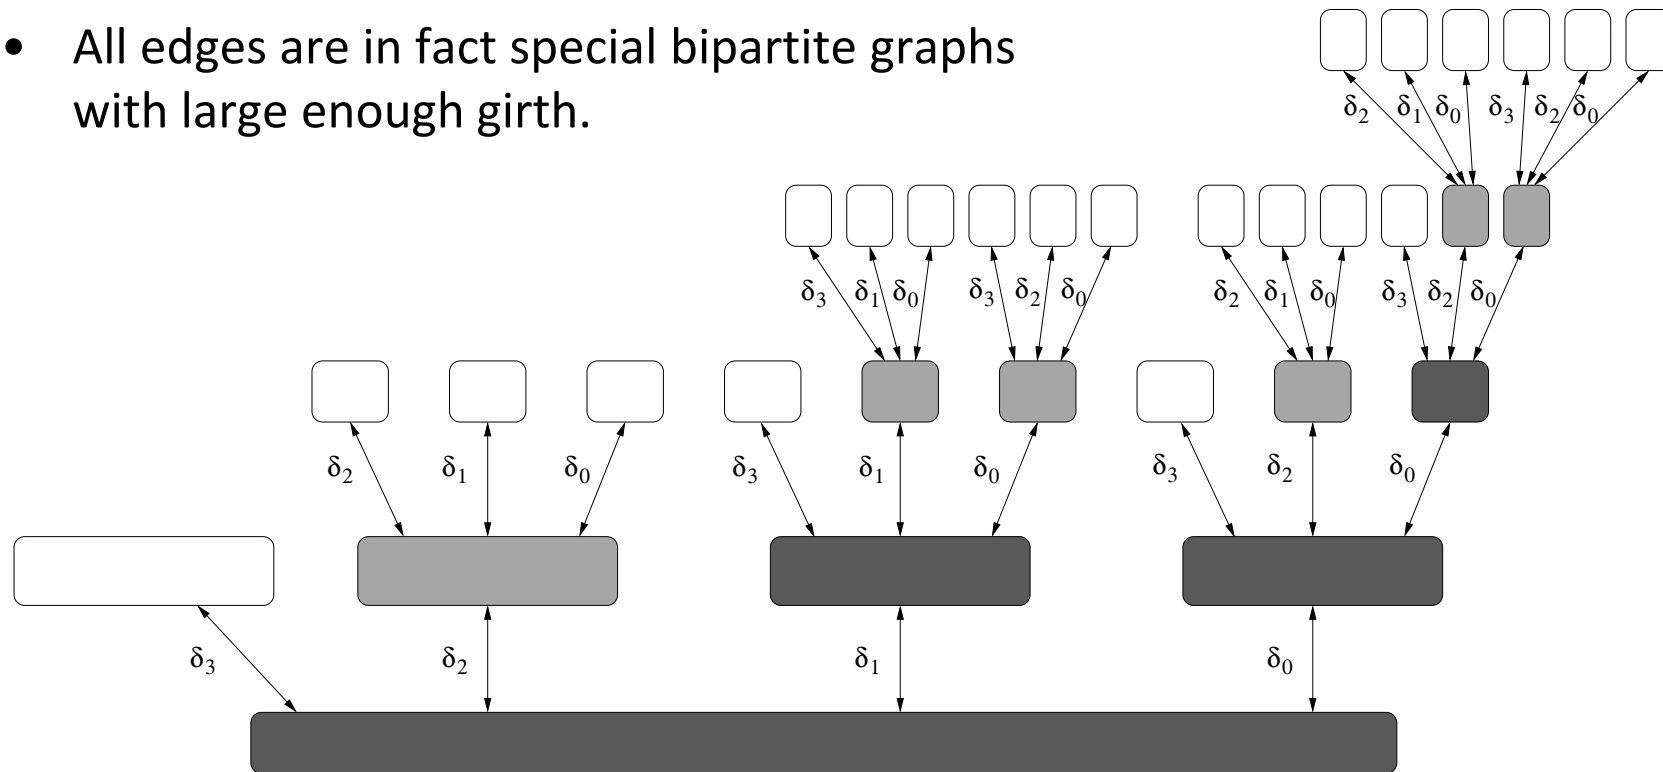 • All edges are in fact special bipartite graphs
with large enough girth.
δ2 δ1 δ0 δ3 δ2 δ0
δ3 δ1 δ0 δ3 δ2 δ0 δ2 δ1 δ0 δ3 δ2 δ0
δ2 δ1 δ0 δ3 δ1 δ0 δ3 δ2 δ0
δ3 δ2 δ1 δ0